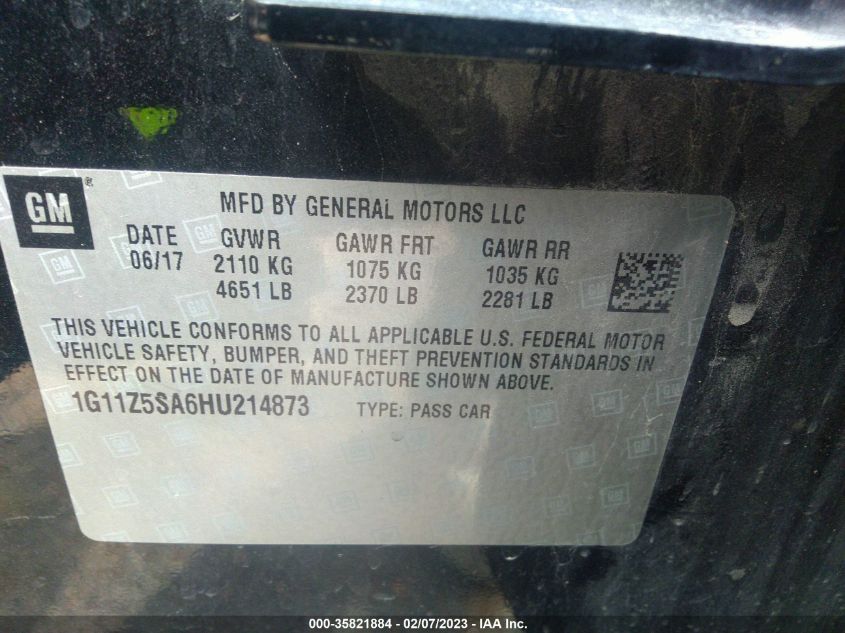 GM ®
MFD BY GENERAL MOTORS LLC
DATE GVWR GAWR FRT GAWR RR
06/17 2110 KG 1075 KG 1035 KG
4651 LB 2370 LB 2281 LB
THIS VEHICLE CONFORMS TO ALL APPLICABLE U.S. FEDERAL MOTOR
VEHICLE SAFETY, BUMPER, AND THEFT PREVENTION STANDARDS IN
EFFECT ON THE DATE OF MANUFACTURE SHOWN ABOVE.
1G11Z5SA6HU214873 TYPE: PASS CAR
000-35821884 — 02/07/2023 — IAA Inc.